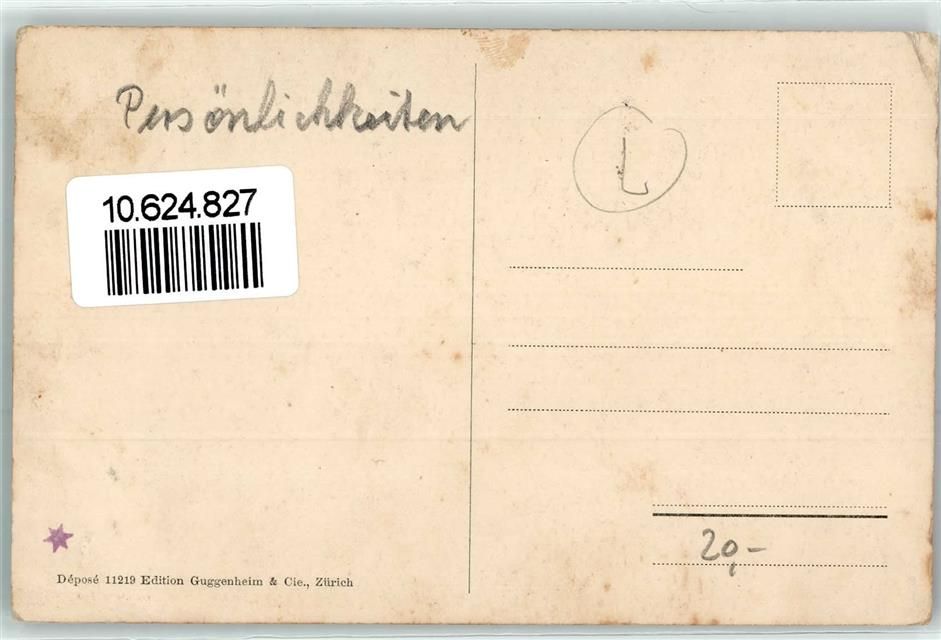 Persönlichkeiten
10.624.827
L
20,-
Déposé 11219 Edition Guggenheim & Cie., Zürich